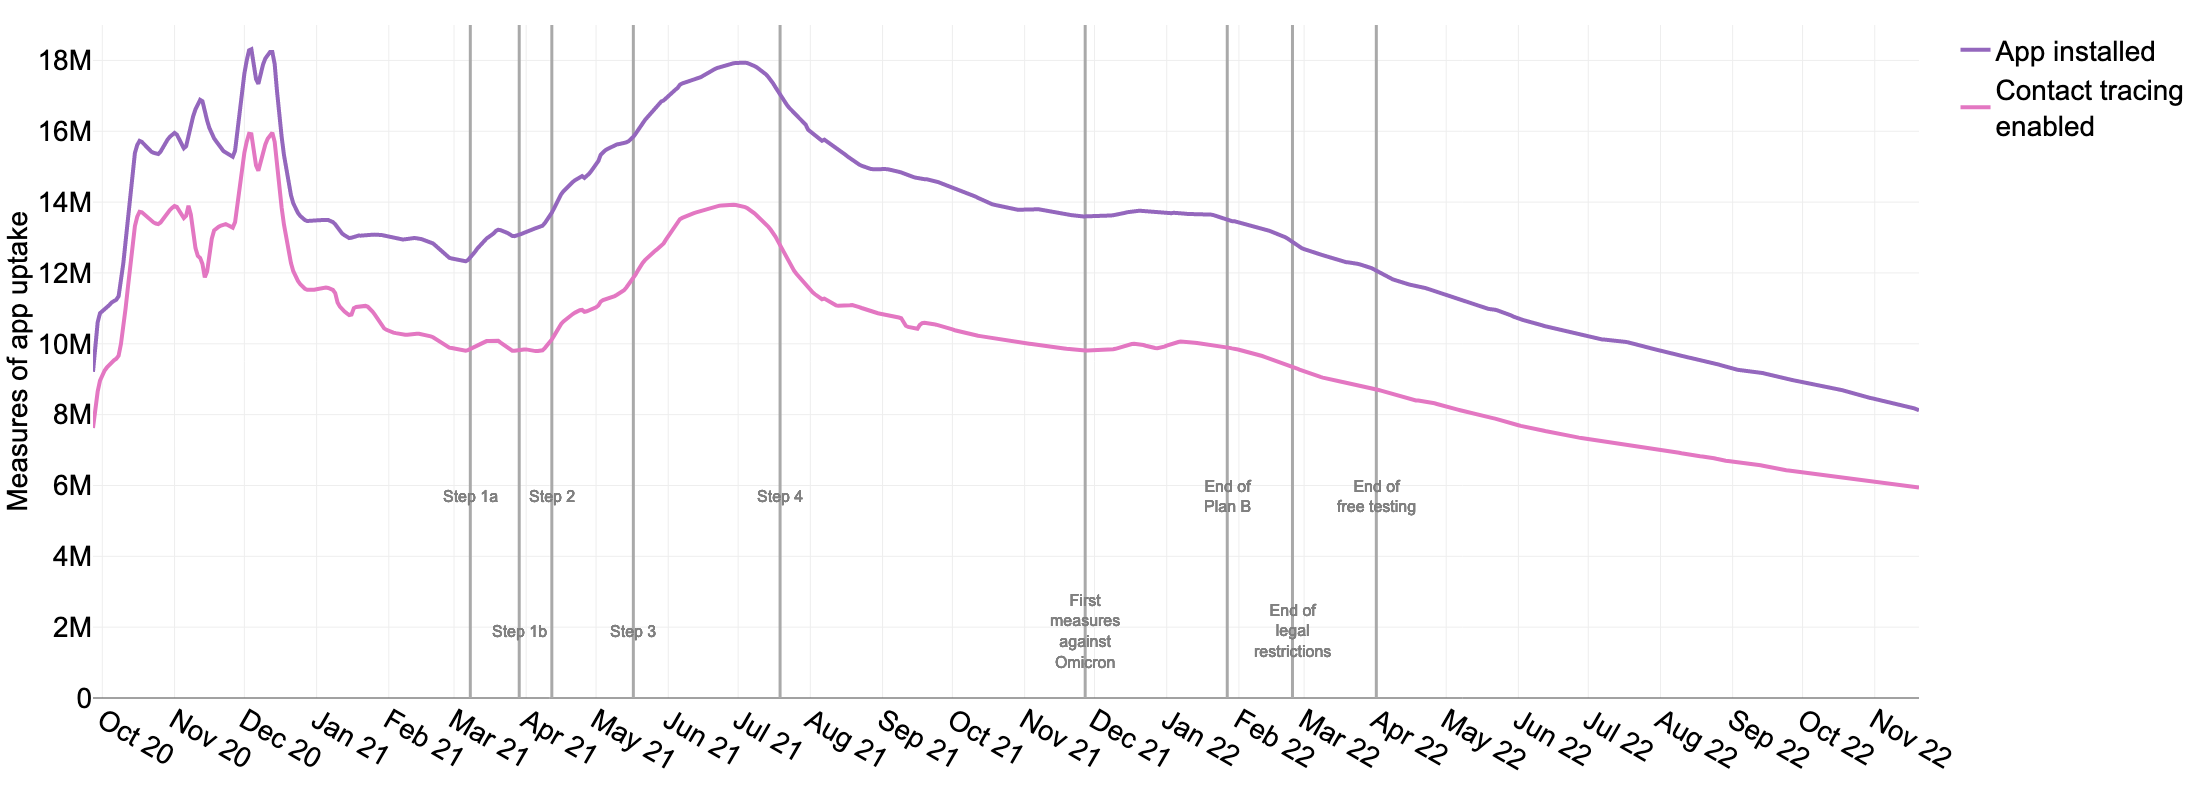 App installed
Contact tracing
enabled
Measures of app uptake
18M
16M
14M
12M
10M
8M
6M
4M
2M
0
Step 1a
Step 1b
Step 2
Step 3
Step 4
First
measures
against
Omicron
End of
Plan B
End of
legal
restrictions
End of
free testing
Oct 20
Nov 20
Dec 20
Jan 21
Feb 21
Mar 21
Apr 21
May 21
Jun 21
Jul 21
Aug 21
Sep 21
Oct 21
Nov 21
Dec 21
Jan 22
Feb 22
Mar 22
Apr 22
May 22
Jun 22
Jul 22
Aug 22
Sep 22
Oct 22
Nov 22